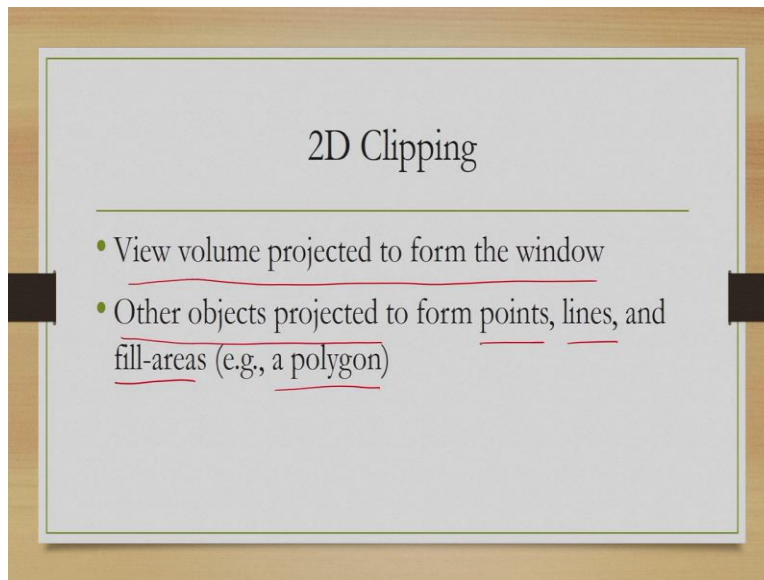 2D Clipping
• View volume projected to form the window
• Other objects projected to form points, lines, and
fill-areas (e.g., a polygon)